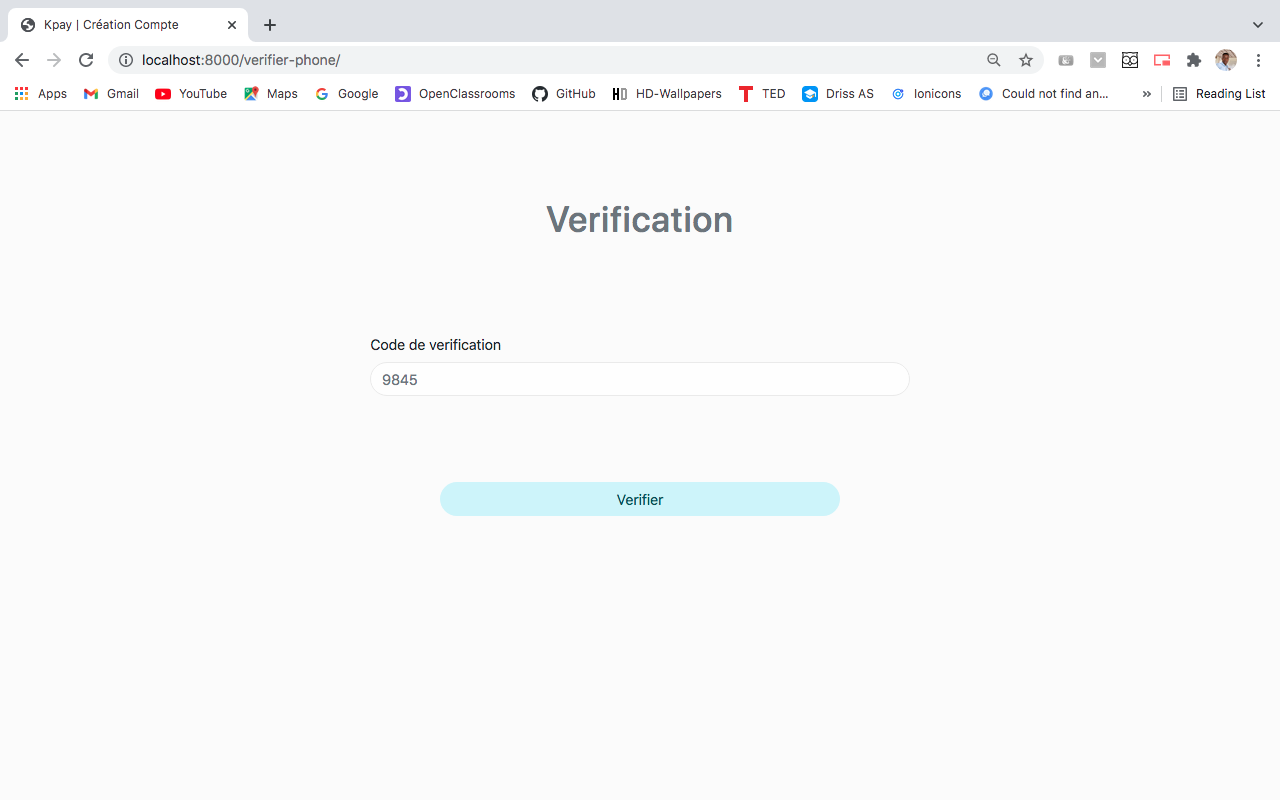 Kpay | Création Compte
localhost:8000/verifier-phone/
Apps Gmail YouTube Maps Google OpenClassrooms GitHub HD-Wallpapers TED Driss AS Ionicons Could not find an... » Reading List
Verification
Code de verification
9845
Verifier